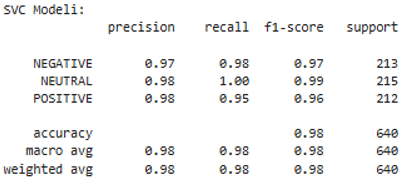 SVC Modeli:
precision recall f1-score support
NEGATIVE 0.97 0.98 0.97 213
NEUTRAL 0.98 1.00 0.99 215
POSITIVE 0.98 0.95 0.96 212
accuracy 0.98 640
macro avg 0.98 0.98 0.98 640
weighted avg 0.98 0.98 0.98 640